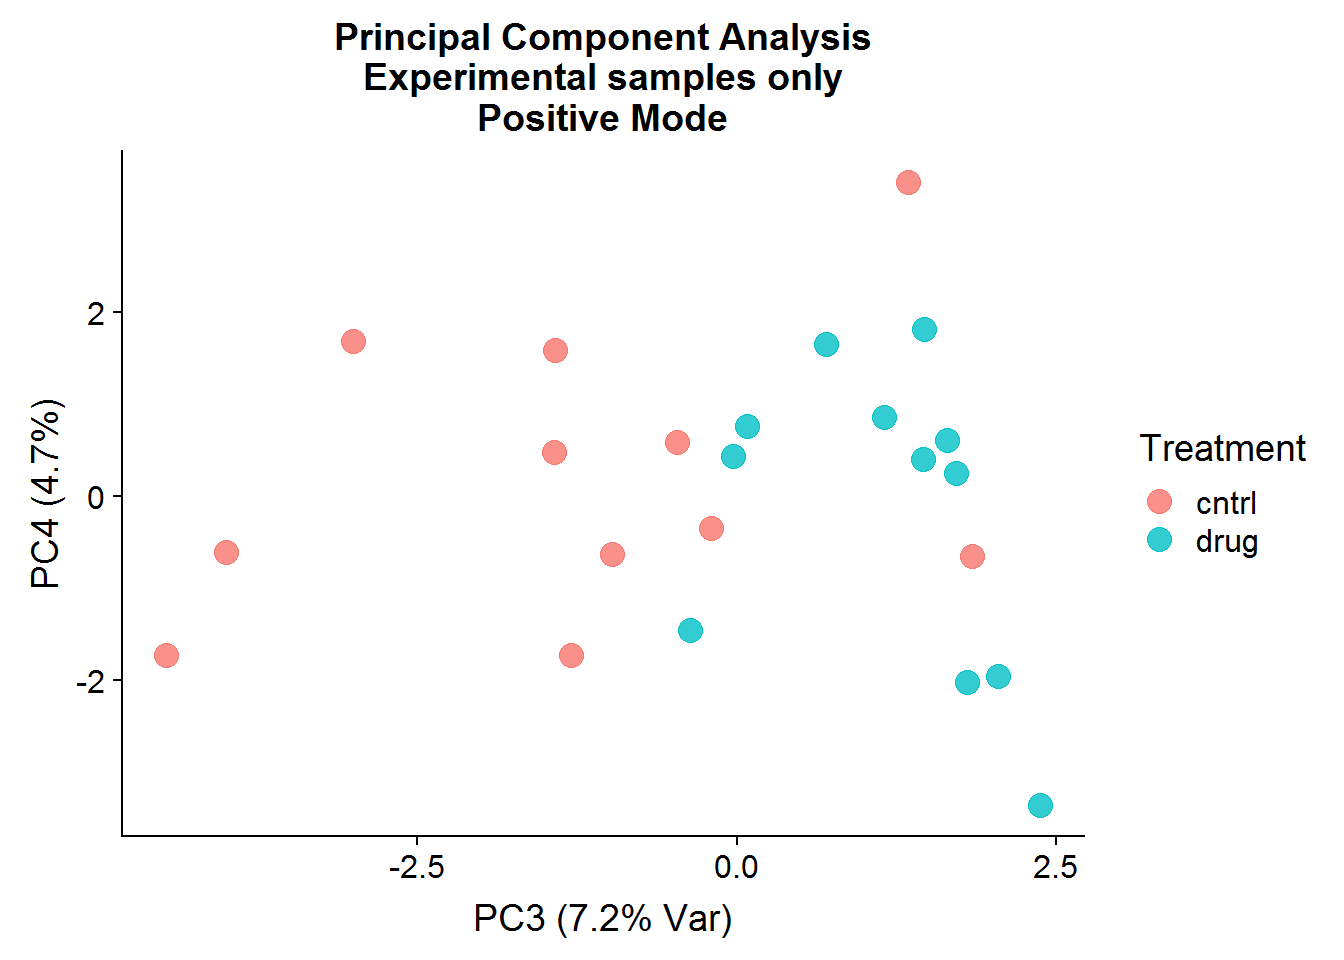 Principal Component Analysis
Experimental samples only
Positive Mode
2
0
-2
PC4 (4.7%)
-2.5
0.0
2.5
PC3 (7.2% Var)
Treatment
cntrl
drug